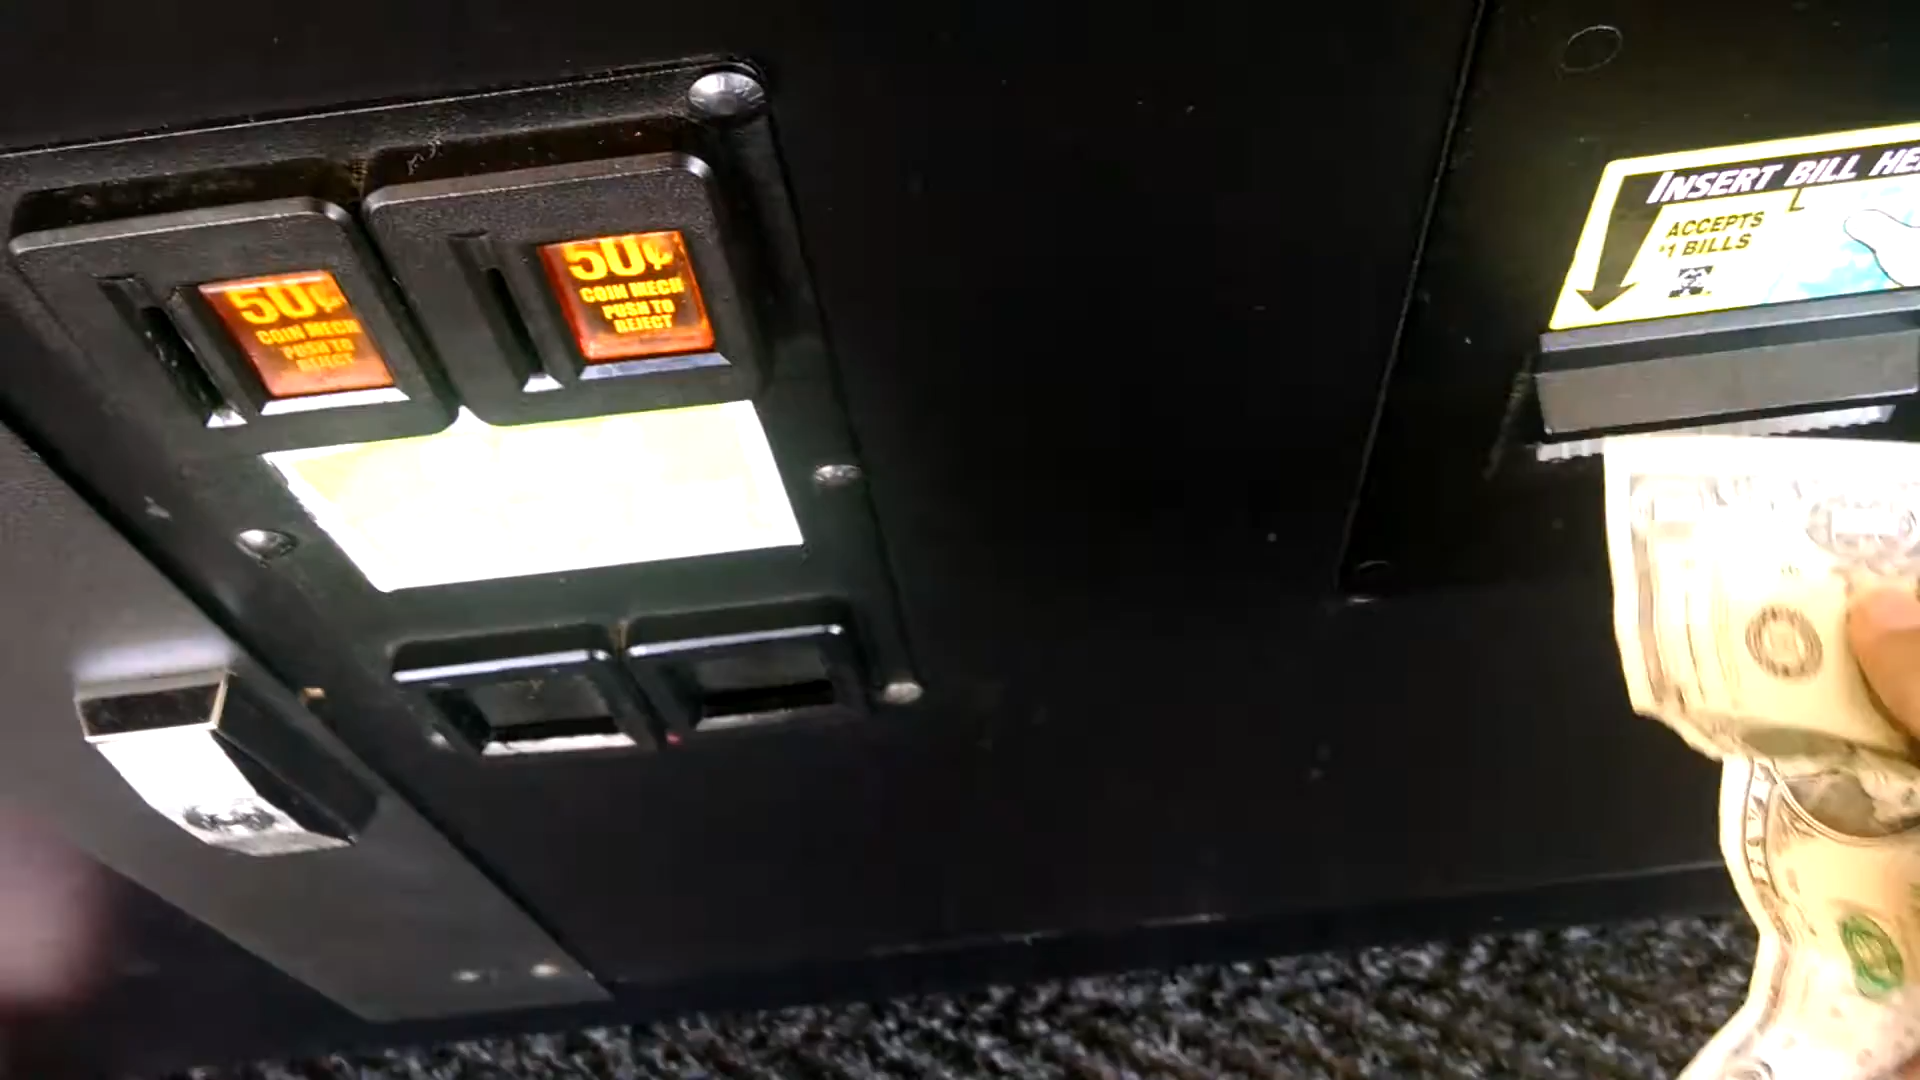 50¢
COIN MECH
PUSH TO
REJECT
50¢
COIN MECH
PUSH TO
REJECT
INSERT BILL
ACCEPTS
$1 BILLS